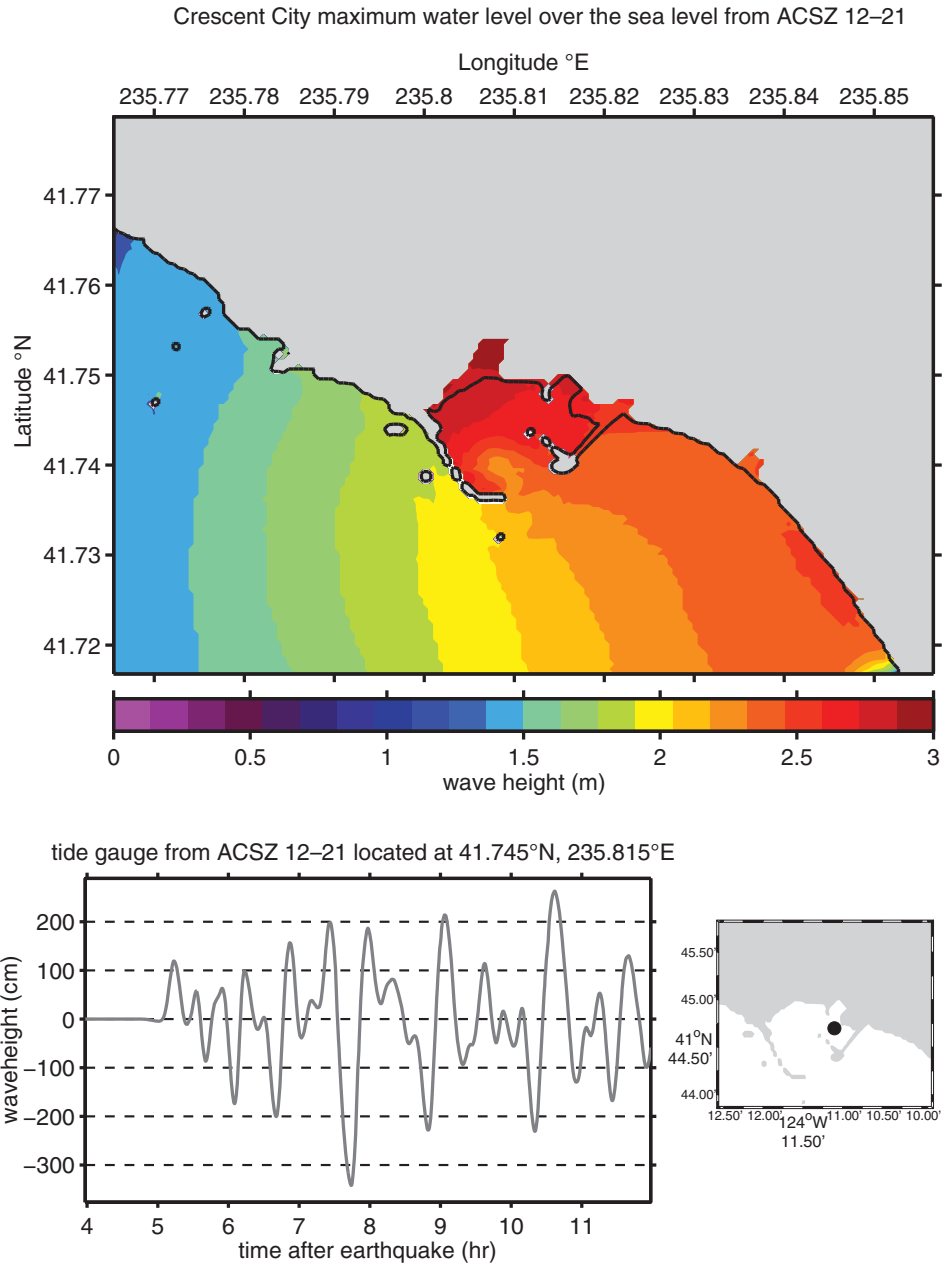 Crescent City maximum water level over the sea level from ACSZ 12–21
Longitude °E
235.77 235.78 235.79 235.8 235.81 235.82 235.83 235.84 235.85
Latitude °N
41.77
41.76
41.75
41.74
41.73
41.72
0 0.5 1 1.5 2 2.5 3
wave height (m)
tide gauge from ACSZ 12–21 located at 41.745°N, 235.815°E
waveheight (cm)
200
100
0
−100
−200
−300
4 5 6 7 8 9 10 11
time after earthquake (hr)
45.50'
45.00'
41°N
44.50'
44.00'
12.50' 12.00' 11.00' 10.50' 10.00'
124°W
11.50'